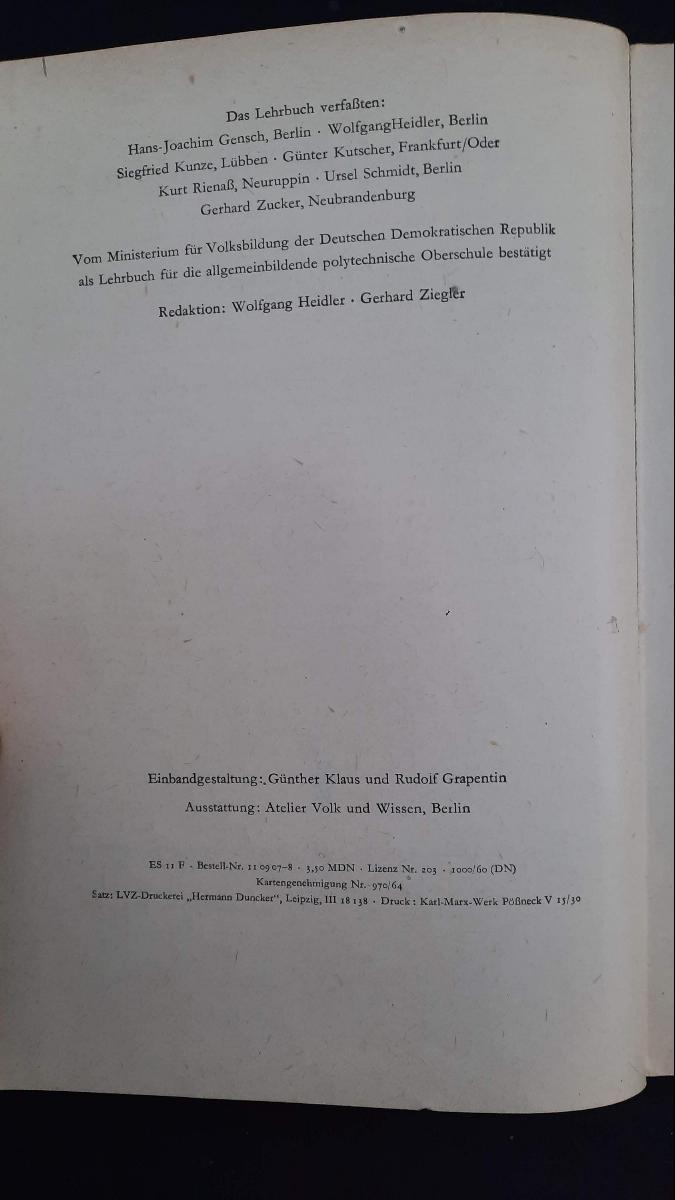 Das Lehrbuch verfaßten:
Hans-Joachim Gensch, Berlin · WolfgangHeidler, Berlin
Siegfried Kunze, Lübben · Günter Kutscher, Frankfurt/Oder
Kurt Rienaß, Neuruppin · Ursel Schmidt, Berlin
Gerhard Zucker, Neubrandenburg
Vom Ministerium für Volksbildung der Deutschen Demokratischen Republik
als Lehrbuch für die allgemeinbildende polytechnische Oberschule bestätigt
Redaktion: Wolfgang Heidler · Gerhard Ziegler
Einbandgestaltung: Günther Klaus und Rudolf Grapentin
Ausstattung: Atelier Volk und Wissen, Berlin
ES 11 F · Bestell-Nr. 11 0907-8 · 3,50 MDN · Lizenz Nr. 203 · 1000/60 (DN)
Kartengenehmigung Nr. 970/64
Satz: LVZ-Druckerei „Hermann Duncker“, Leipzig, III 18 138 · Druck: Karl-Marx-Werk Pößneck V 15/30